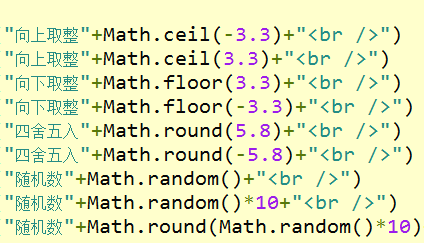 "向上取整"+Math.ceil(-3.3)+"<br />")
"向上取整"+Math.ceil(3.3)+"<br />")
"向下取整"+Math.floor(3.3)+"<br />")
"向下取整"+Math.floor(-3.3)+"<br />")
"四舍五入"+Math.round(5.8)+"<br />")
"四舍五入"+Math.round(-5.8)+"<br />")
"随机数"+Math.random()+"<br />")
"随机数"+Math.random()*10+"<br />")
"随机数"+Math.round(Math.random()*10)